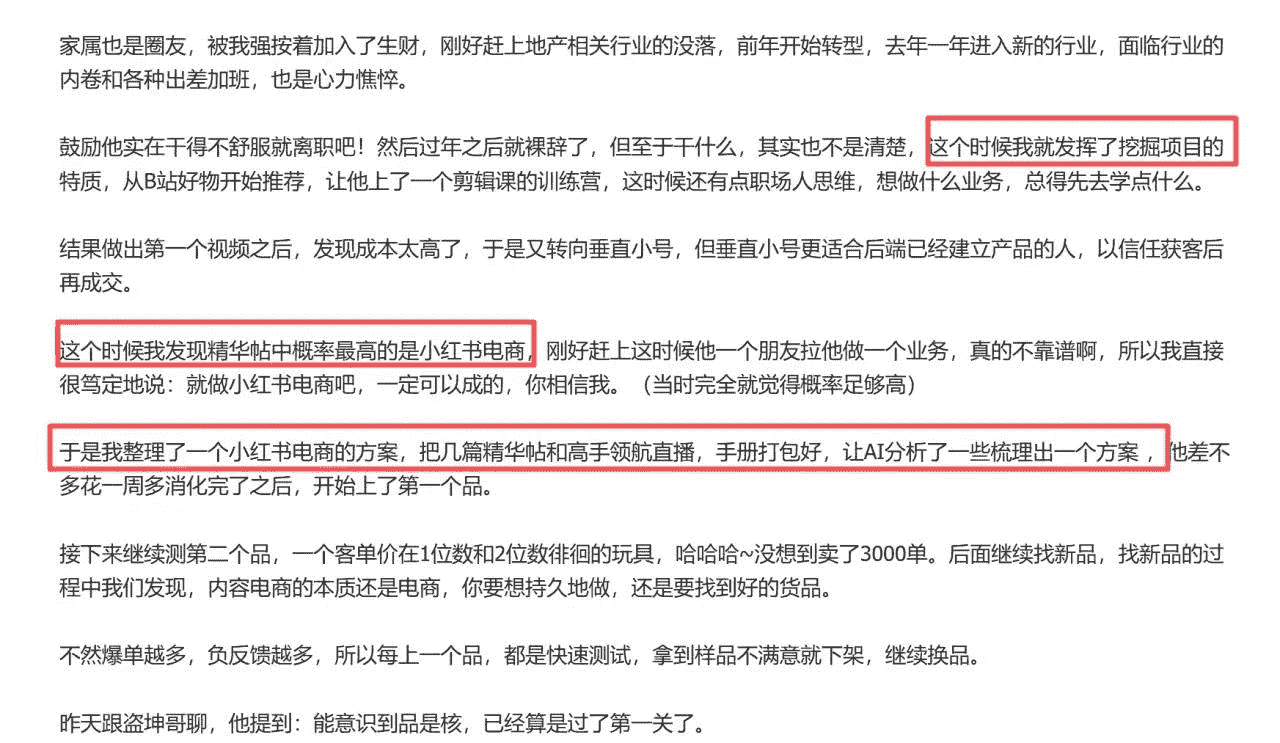 家属也是圈友，被我强按着加入了生财，刚好赶上地产相关行业的没落，前年开始转型，去年一年进入新的行业，面临行业的
内卷和各种出差加班，也是心力憔悴。
鼓励他实在干得不舒服就离职吧！然后过年之后就裸辞了，但至于干什么，其实也不是清楚，这个时候我就发挥了挖掘项目的
特质，从B站好物开始推荐，让他上了一个剪辑课的训练营，这时候还有点职场人思维，想做什么业务，总得先去学点什么。
结果做出第一个视频之后，发现成本太高了，于是又转向垂直小号，但垂直小号更适合后端已经建立产品的人，以信任获客后
再成交。
这个时候我发现精华帖中概率最高的是小红书电商，刚好赶上这时候他一个朋友拉他做一个业务，真的不靠谱啊，所以我直接
很笃定地说：就做小红书电商吧，一定可以成的，你相信我。（当时完全就觉得概率足够高）
于是我整理了一个小红书电商的方案，把几篇精华帖和高手领航直播，手册打包好，让AI分析了一些梳理出一个方案 ，他差不
多花一周多消化完了之后，开始上了第一个品。
接下来继续测第二个品，一个客单价在1位数和2位数徘徊的玩具，哈哈哈~没想到卖了3000单。后面继续找新品，找新品的过
程中我们发现，内容电商的本质还是电商，你要想持久地做，还是要找到好的货品。
不然爆单越多，负反馈越多，所以每上一个品，都是快速测试，拿到样品不满意就下架，继续换品。
昨天跟盗坤哥聊，他提到：能意识到品是核，已经算是过了第一关了。